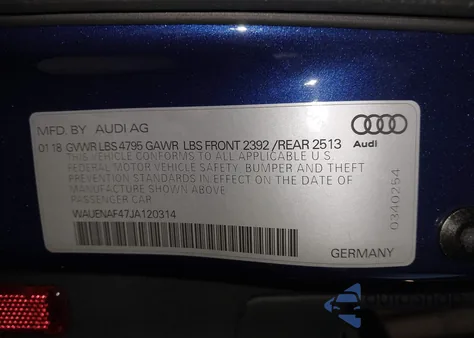 MFD. BY AUDI AG
01 18 GVWR LBS 4795 GAWR LBS FRONT 2392 /REAR 2513
THIS VEHICLE CONFORMS TO ALL APPLICABLE U.S.
FEDERAL MOTOR VEHICLE SAFETY, BUMPER AND THEFT
PREVENTION STANDARDS IN EFFECT ON THE DATE OF
MANUFACTURE SHOWN ABOVE.
PASSENGER CAR
WAUENAF47JA120314
Audi
0340254
GERMANY